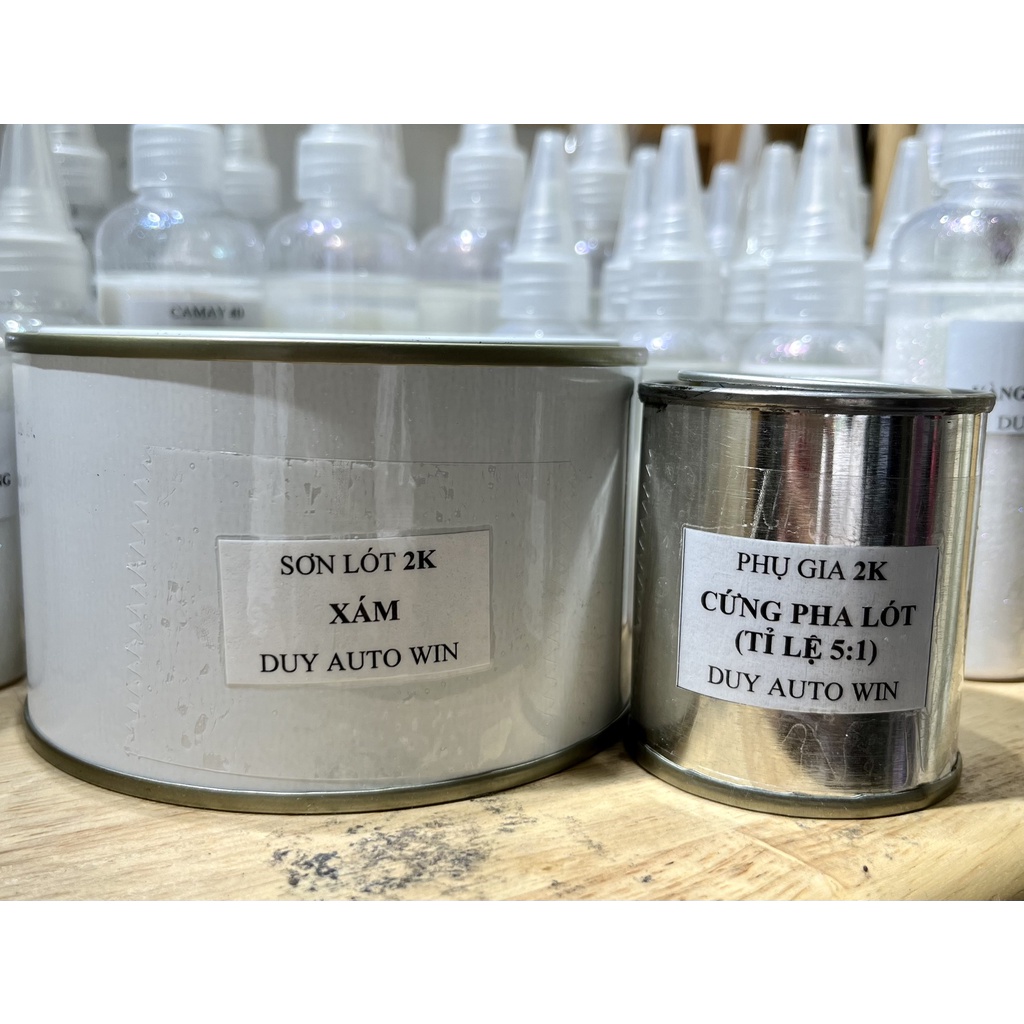 CAMAY 40
SƠN LÓT 2K
XÁM
DUY AUTO WIN
PHỤ GIA 2K
CỨNG PHA LÓT
(TỈ LỆ 5:1)
DUY AUTO WIN